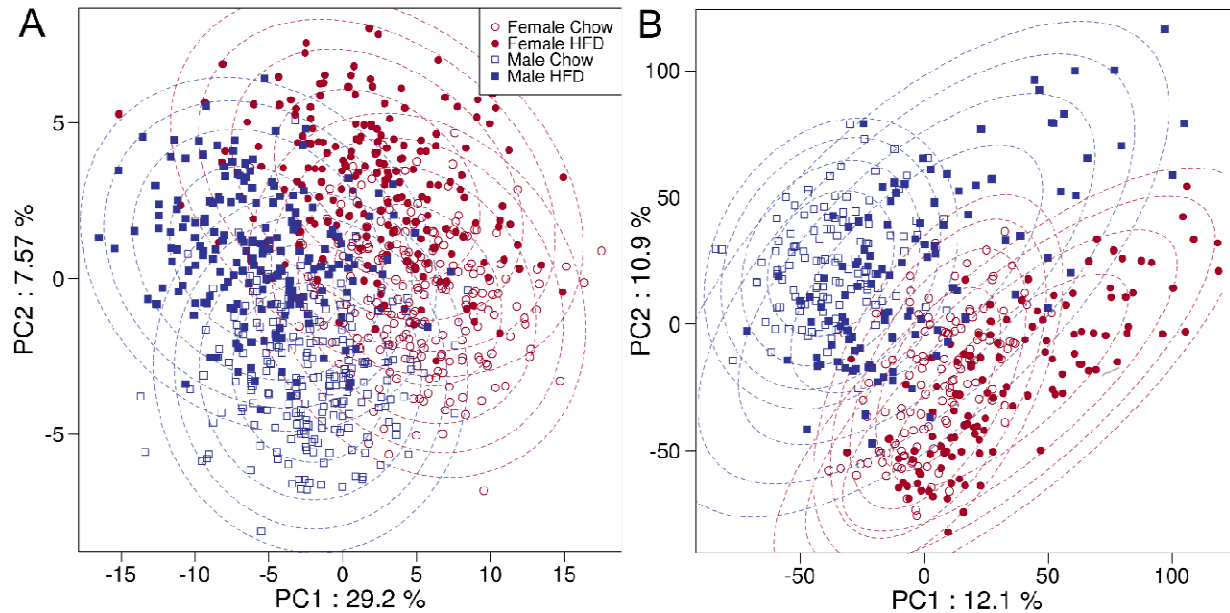 A
Female Chow
Female HFD
Male Chow
Male HFD
5
0
-5
PC2 : 7.57 %
-15
-10
-5
0
5
10
15
PC1 : 29.2 %
B
100
50
0
-50
PC2 : 10.9 %
-50
0
50
100
PC1 : 12.1 %